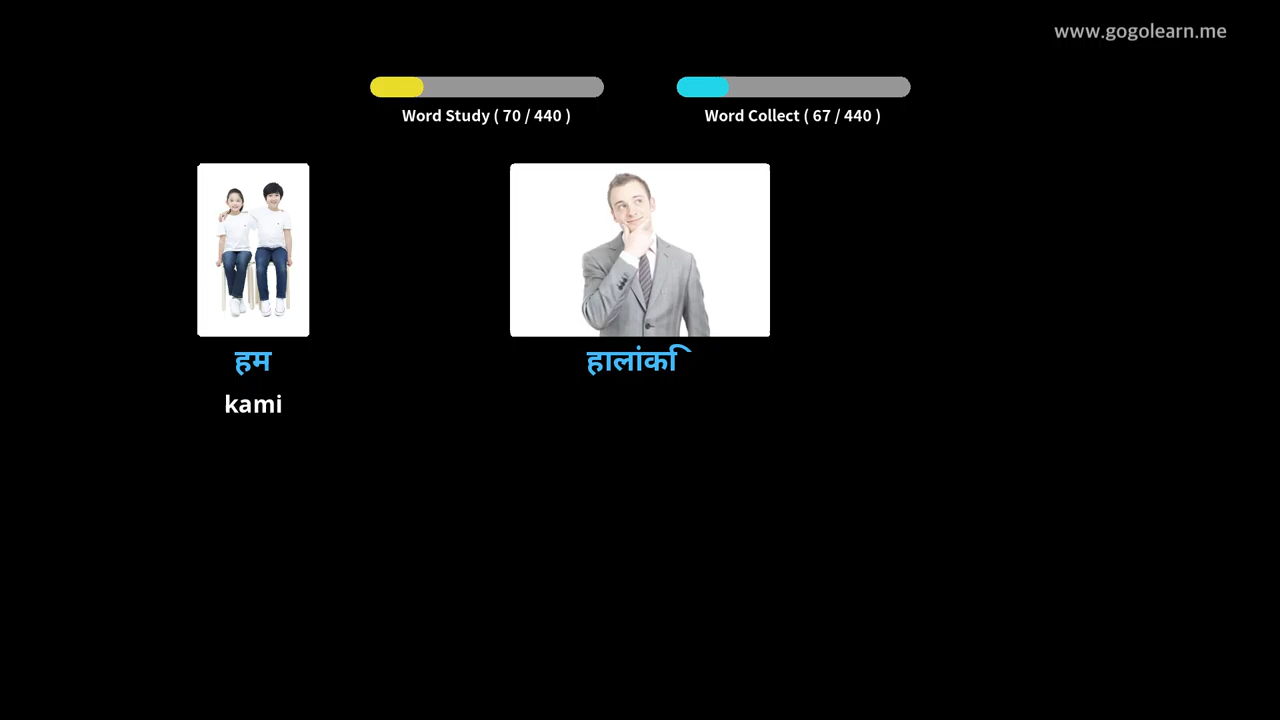 www.gogolearn.me
Word Study ( 70 / 440 )
Word Collect ( 67 / 440 )
हम
हालांकि
kami